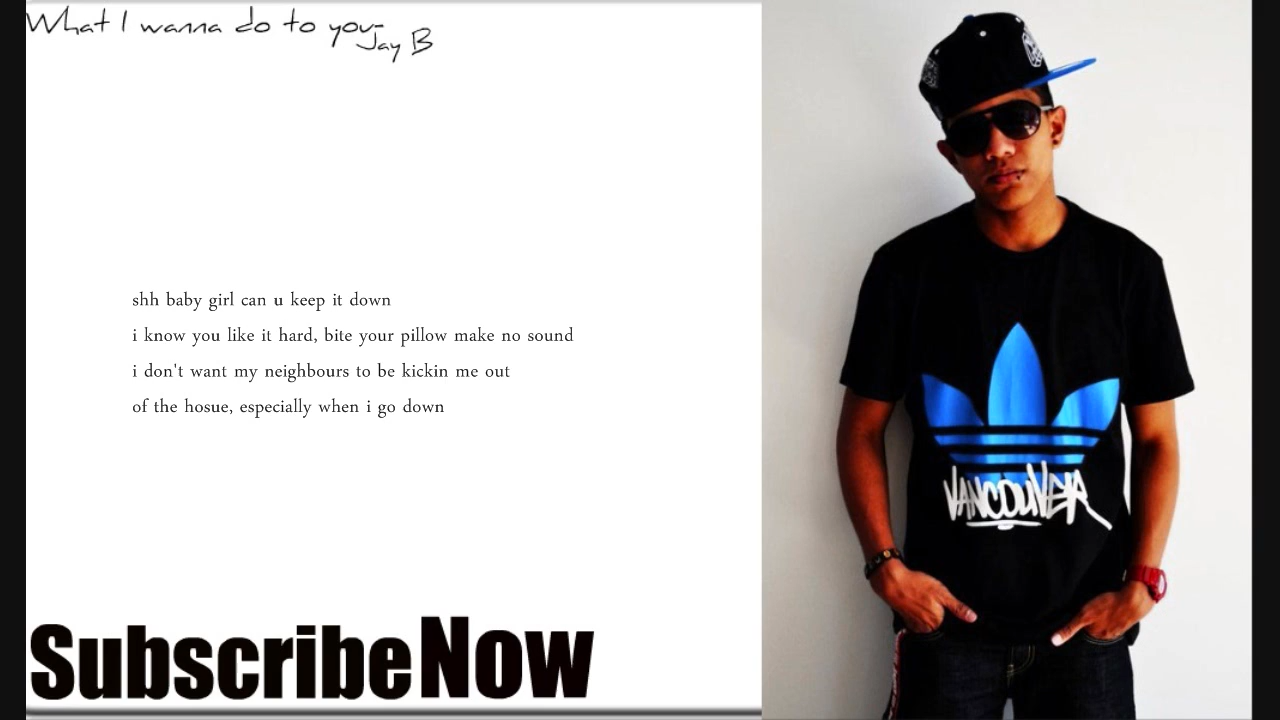 What I wanna do to you-
Jay B
shh baby girl can u keep it down
i know you like it hard, bite your pillow make no sound
i don't want my neighbours to be kickin me out
of the hosue, especially when i go down
VANCOUVER
Subscribe Now